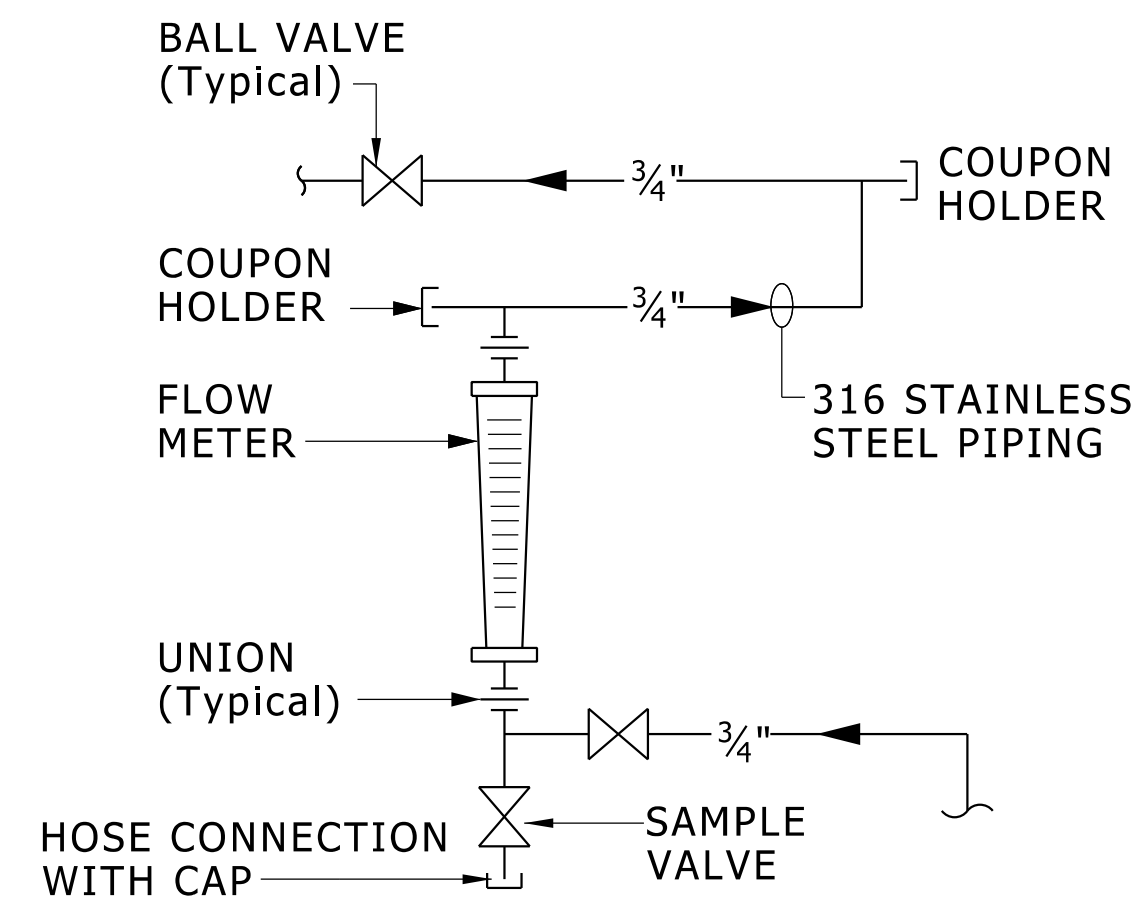 BALL VALVE
(Typical)
3/4"
COUPON
HOLDER
COUPON
HOLDER
3/4"
FLOW
METER
316 STAINLESS
STEEL PIPING
UNION
(Typical)
3/4"
SAMPLE
VALVE
HOSE CONNECTION
WITH CAP